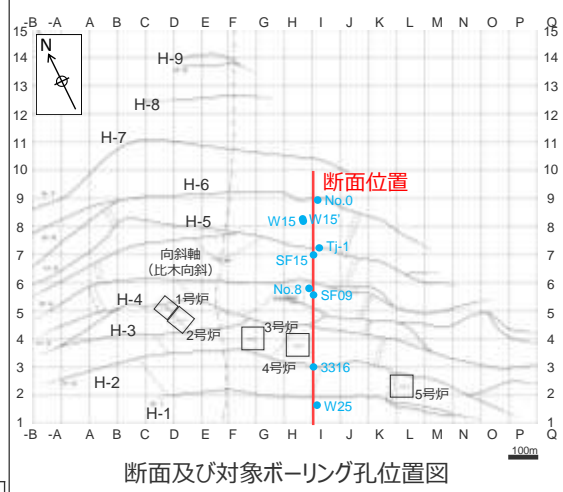 -B -A A B C D E F G H I J K L M N O P Q
15 15
N
H-9
14 14
13 13
H-8
12 12
H-7
11 11
10 10
断面位置
H-6
9 No.0 9
W15 W15'
H-5
8 8
向斜軸
(比木向斜)
Tj-1
7 SF15 7
No.8
6 SF09 6
H-4 1号炉
5 5
H-3 2号炉 3号炉
4 4
4号炉 3316
3 3
H-2
5号炉
2 2
H-1 W25
1 1
-B -A A B C D E F G H I J K L M N O P Q
100m
断面及び対象ボーリング孔位置図